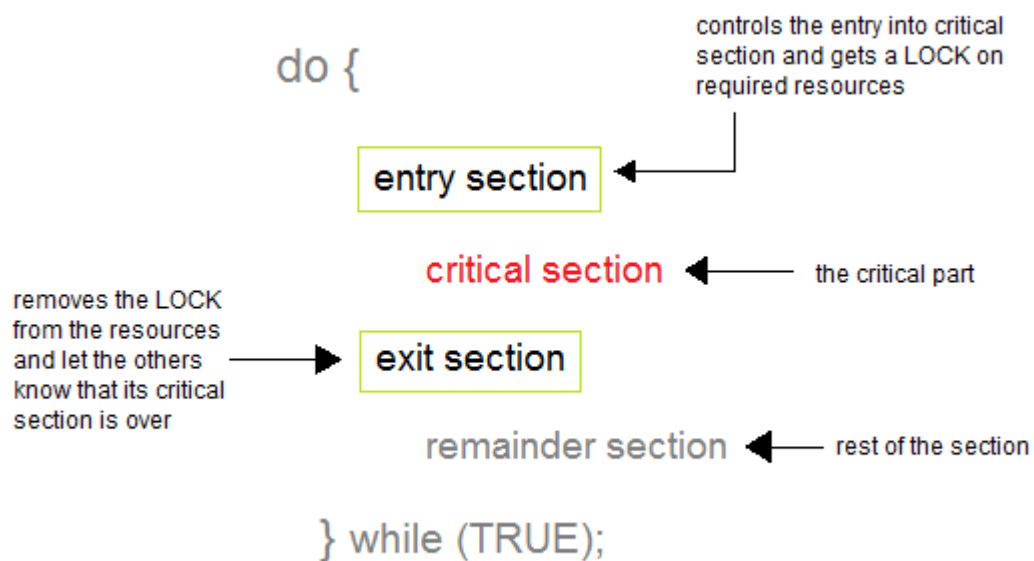 controls the entry into critical
section and gets a LOCK on
required resources
do {
entry section
critical section
the critical part
removes the LOCK
from the resources
and let the others
know that its critical
section is over
exit section
remainder section
rest of the section
} while (TRUE);